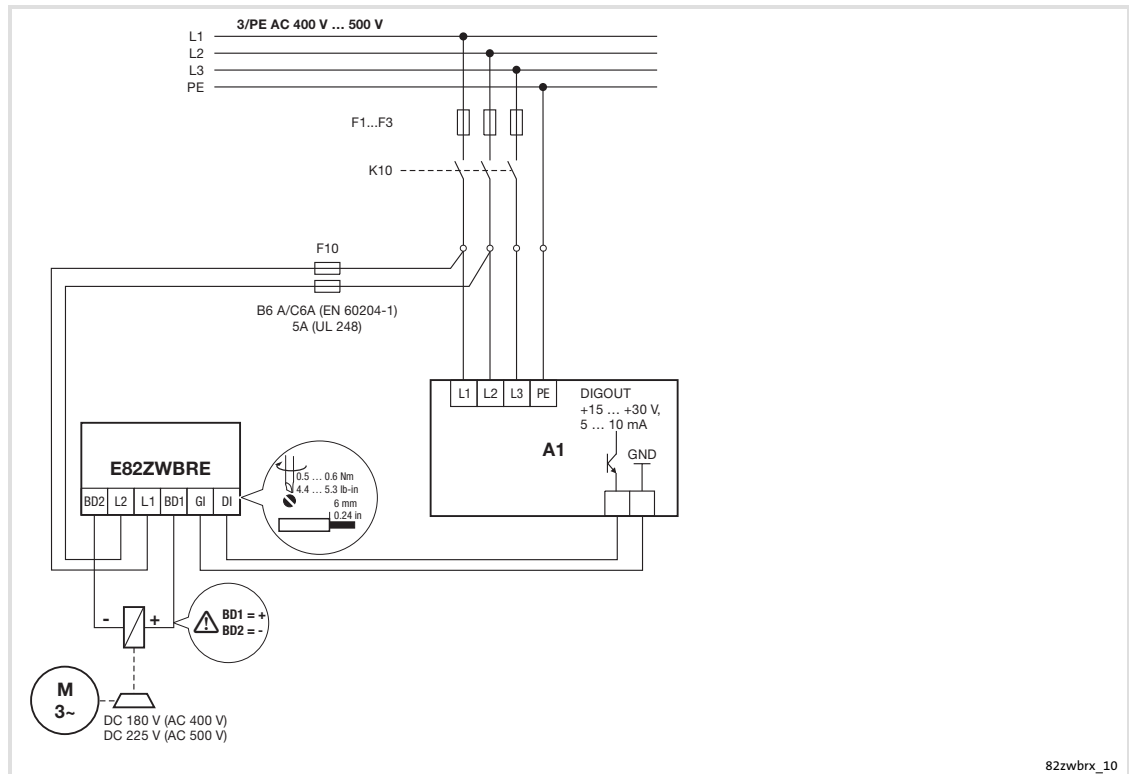 3/PE AC 400 V ... 500 V
L1
L2
L3
PE
F1...F3
K10
F10
B6 A/C6A (EN 60204-1)
5A (UL 248)
L1 L2 L3 PE
DIGOUT
+15 ... +30 V,
5 ... 10 mA
A1
GND
E82ZWBRE
BD2 L2 L1 BD1 GI DI
0.5 ... 0.6 Nm
4.4 ... 5.3 lb-in
6 mm
0.24 in
- +
BD1 = +
BD2 = -
M
3~
DC 180 V (AC 400 V)
DC 225 V (AC 500 V)
82zwbrx_10